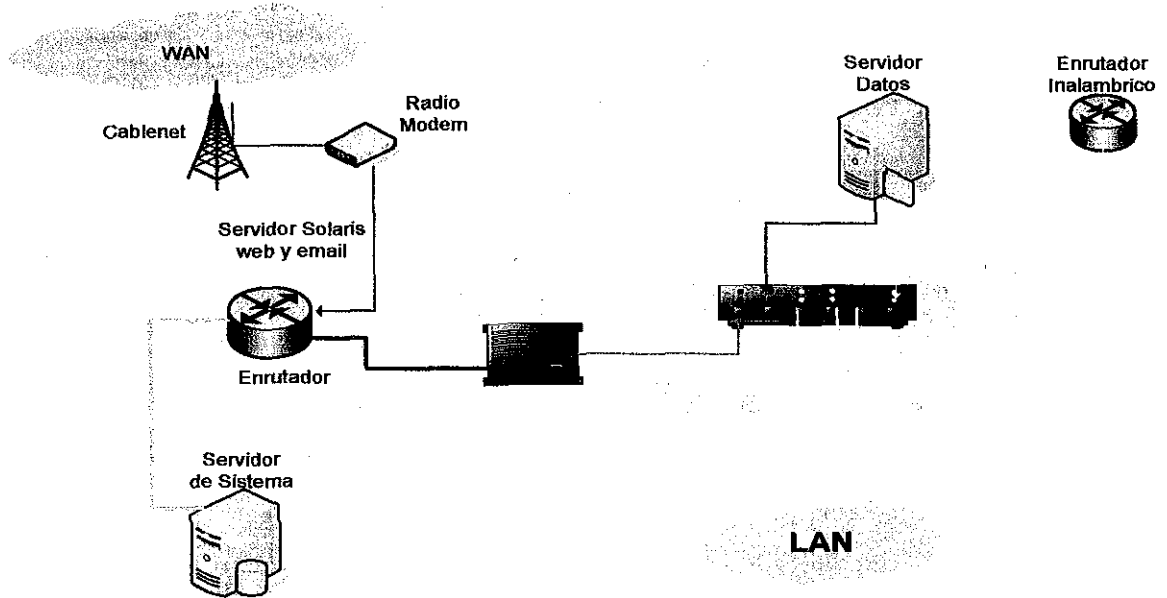 WAN
Cablenet
Radio
Modem
Servidor
Datos
Enrutador
Inalambrico
Servidor Solaris
web y email
Enrutador
Servidor
de Sistema
LAN